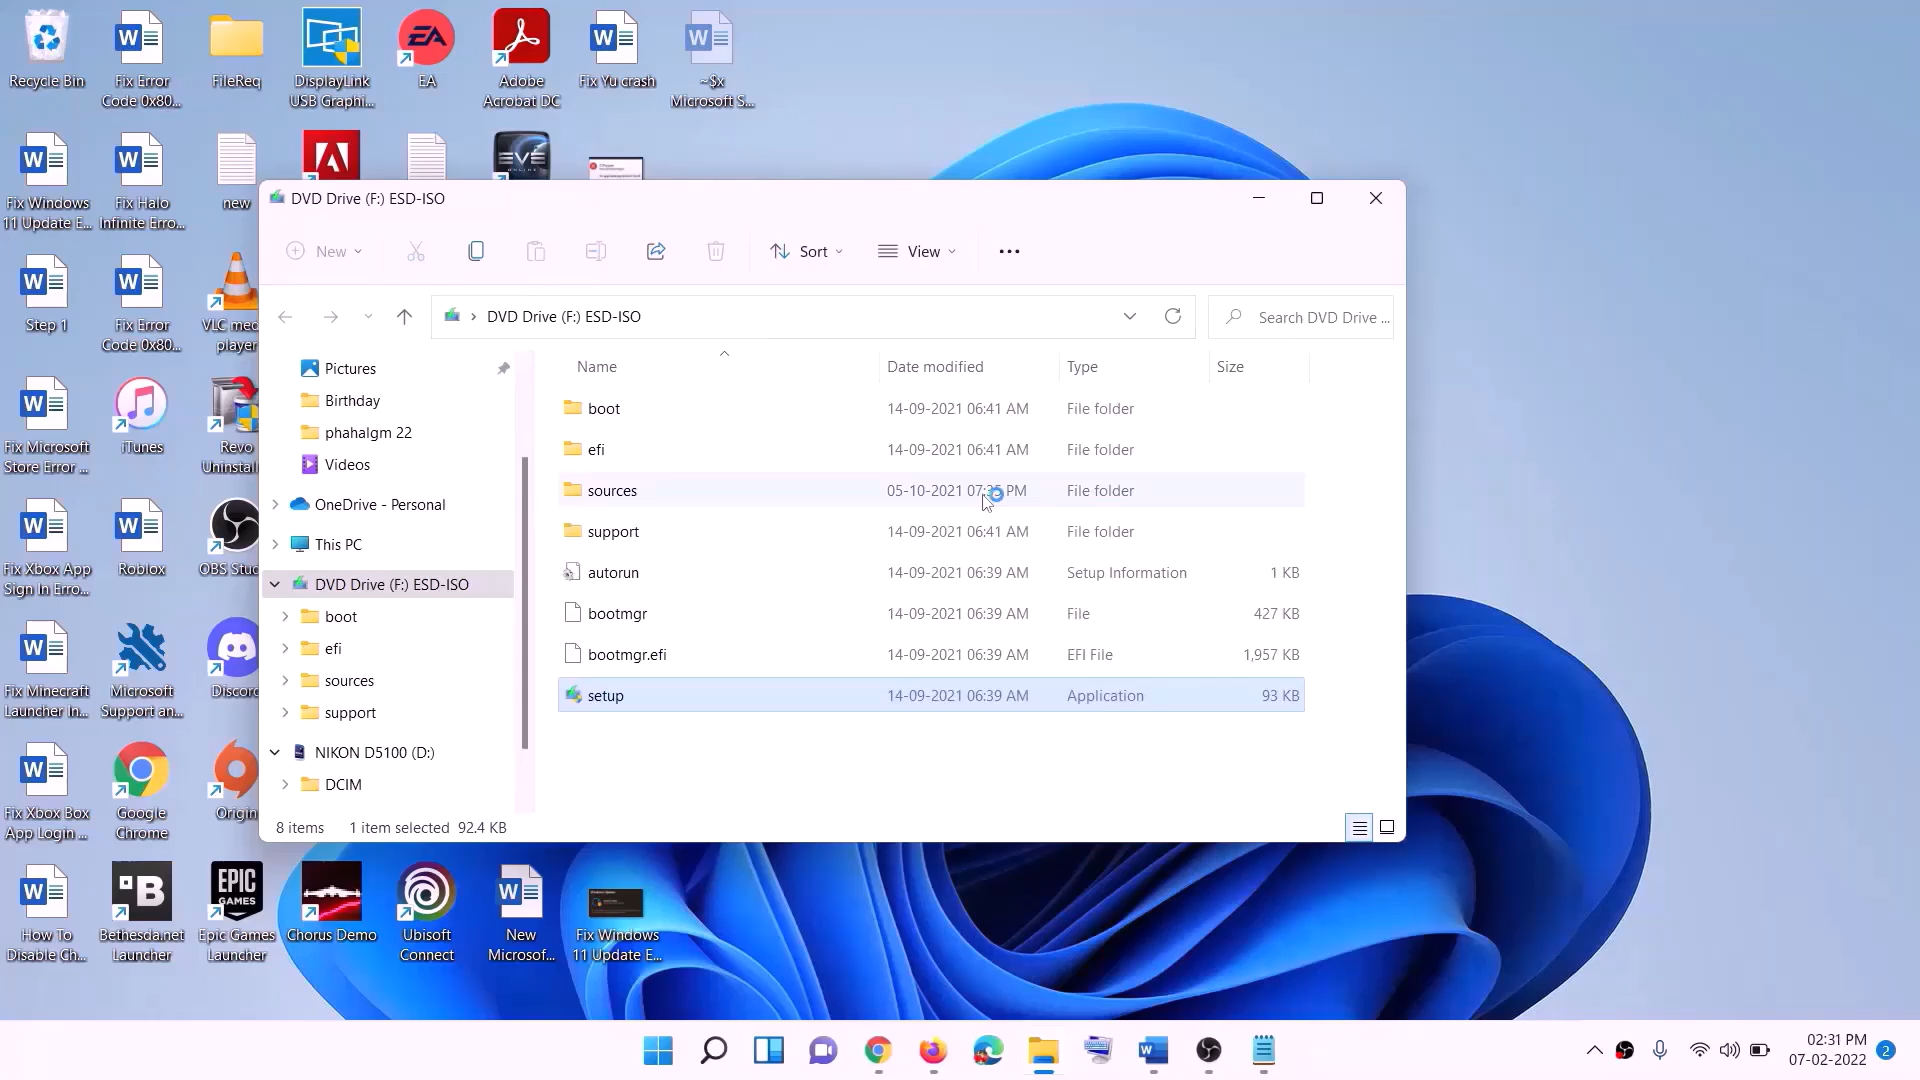 Recycle Bin
Fix Error
Code 0x80...
FileReq
DisplayLink
USB Graphi...
EA
Adobe
Acrobat DC
Fix Yu crash
~$x
Microsoft S...
Fix Windows
11 Update E...
Fix Halo
Infinite Erro...
new
EVE
ONLINE
Step 1
Fix Error
Code 0x80...
VLC med
player
Fix Microsoft
Store Error ...
iTunes
Revo
Uninstall
Fix Xbox App
Sign In Erro...
Roblox
OBS Stud
Fix Minecraft
Launcher In...
Microsoft
Support an...
Discord
Fix Xbox Box
App Login ...
Google
Chrome
Origin
How To
Disable Ch...
Bethesda.net
Launcher
EPIC
GAMES
Epic Games
Launcher
Chorus Demo
Ubisoft
Connect
New
Microsof...
Fix Windows
11 Update E...
DVD Drive (F:) ESD-ISO
New
Sort
View
DVD Drive (F:) ESD-ISO
Search DVD Drive ...
Pictures
Birthday
phahalgm 22
Videos
OneDrive - Personal
This PC
DVD Drive (F:) ESD-ISO
boot
efi
sources
support
NIKON D5100 (D:)
DCIM
Name Date modified Type Size
boot 14-09-2021 06:41 AM File folder
efi 14-09-2021 06:41 AM File folder
sources 05-10-2021 PM File folder
support 14-09-2021 06:41 AM File folder
autorun 14-09-2021 06:39 AM Setup Information 1 KB
bootmgr 14-09-2021 06:39 AM File 427 KB
bootmgr.efi 14-09-2021 06:39 AM EFI File 1,957 KB
setup 14-09-2021 06:39 AM Application 93 KB
8 items 1 item selected 92.4 KB
02:31 PM
07-02-2022
2